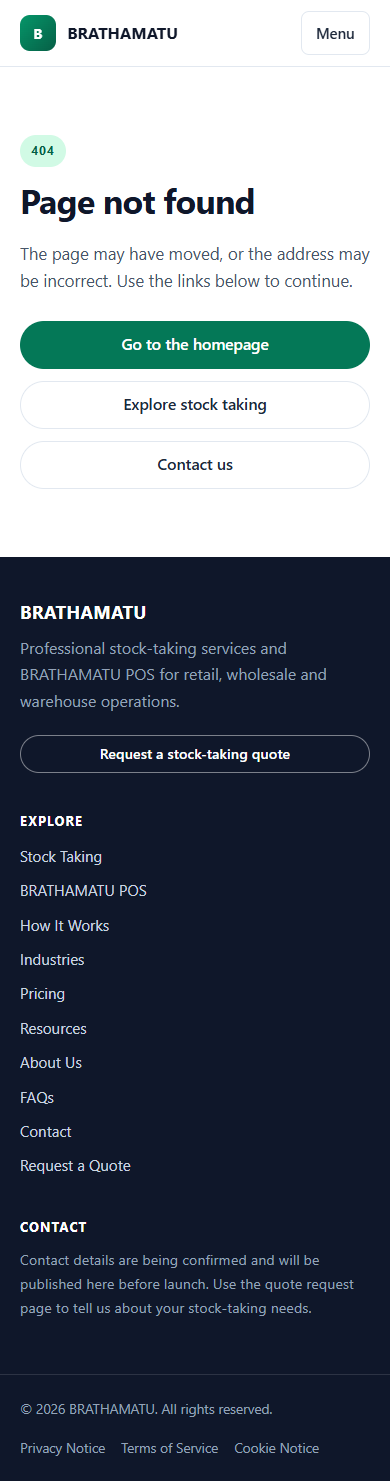 B BRATHAMATU Menu
404
Page not found
The page may have moved, or the address may
be incorrect. Use the links below to continue.
Go to the homepage
Explore stock taking
Contact us
BRATHAMATU
Professional stock-taking services and
BRATHAMATU POS for retail, wholesale and
warehouse operations.
Request a stock-taking quote
EXPLORE
Stock Taking
BRATHAMATU POS
How It Works
Industries
Pricing
Resources
About Us
FAQs
Contact
Request a Quote
CONTACT
Contact details are being confirmed and will be
published here before launch. Use the quote request
page to tell us about your stock-taking needs.
© 2026 BRATHAMATU. All rights reserved.
Privacy Notice Terms of Service Cookie Notice